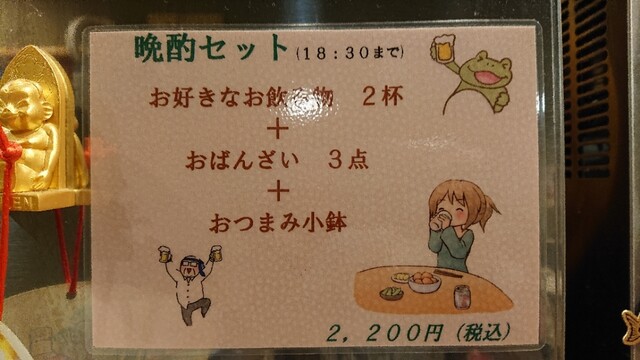 晩酌セット(18:30まで)
お好きなお飲み物 2杯
+
おばんざい 3点
+
おつまみ小鉢
2,200円(税込)